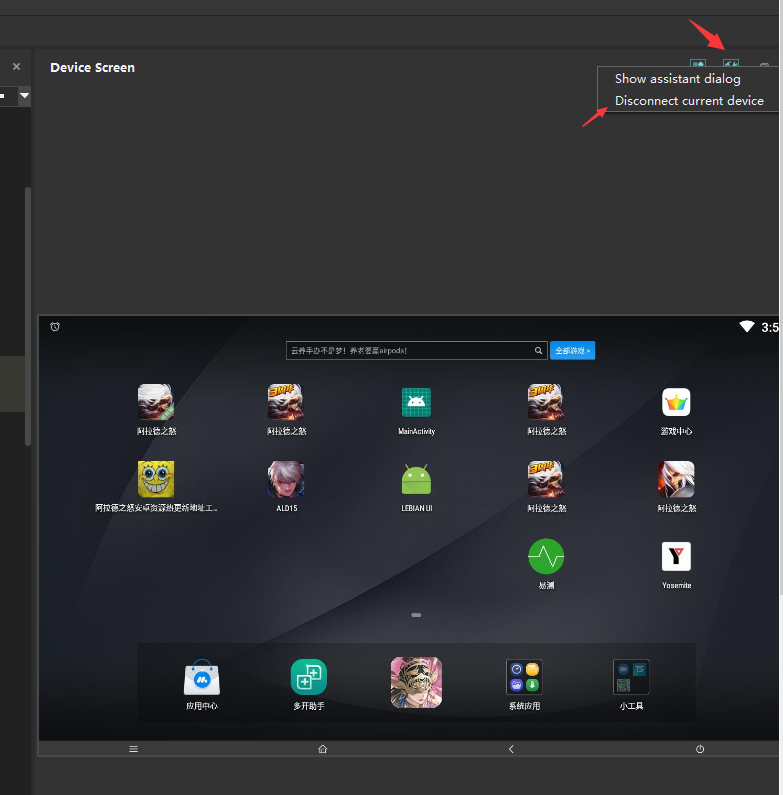 Device Screen
Show assistant dialog
Disconnect current device
3:5
云养手办不是梦！养老婆赢airpods!
全部游戏 >
阿拉德之怒
阿拉德之怒
MainActivity
阿拉德之怒
游戏中心
阿拉德之怒安卓资源热更新地址工...
ALD15
LEBIAN UI
阿拉德之怒
阿拉德之怒
易测
Yosemite
应用中心
多开助手
系统应用
小工具